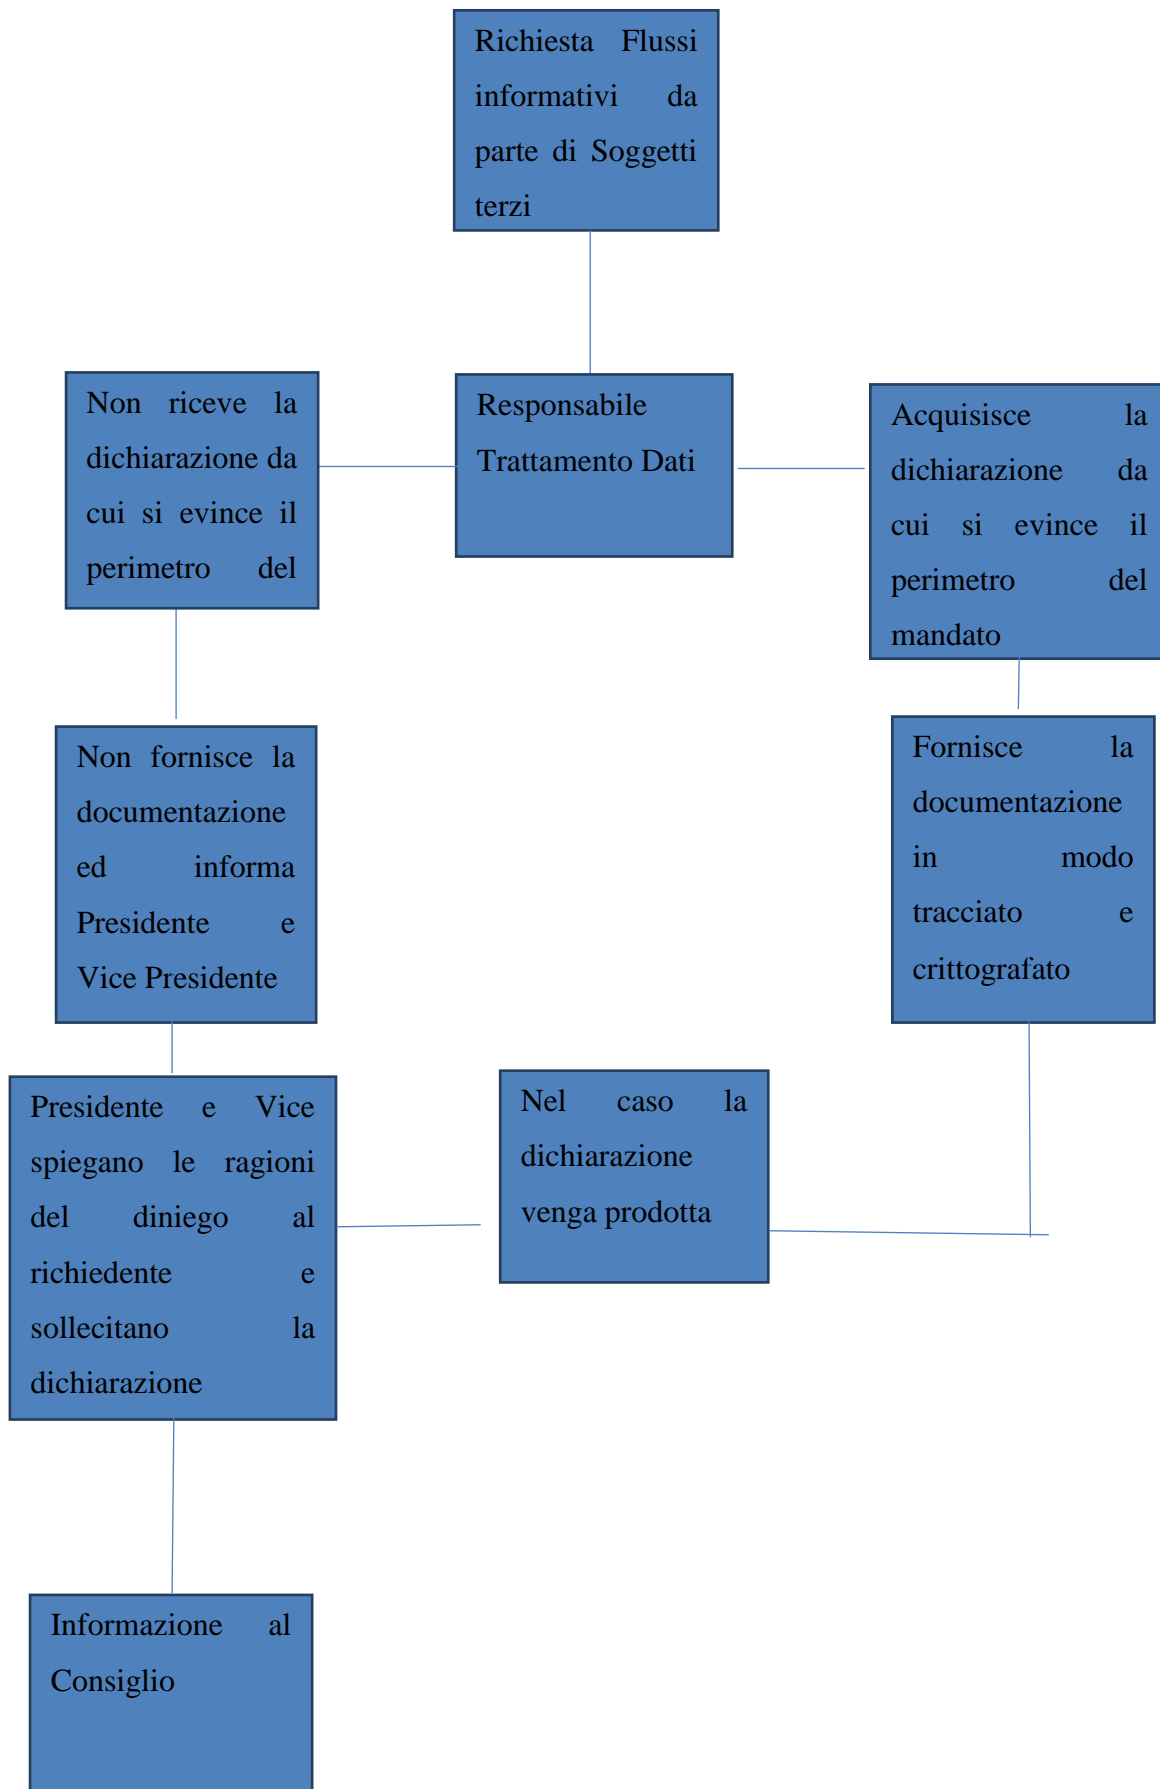 Richiesta Flussi
informativi da
parte di Soggetti
terzi
Non riceve la
dichiarazione da
cui si evince il
perimetro del
Responsabile
Trattamento Dati
Acquisisce la
dichiarazione da
cui si evince il
perimetro del
mandato
Non fornisce la
documentazione
ed informa
Presidente e
Vice Presidente
Fornisce la
documentazione
in modo
tracciato e
crittografato
Presidente e Vice
spiegano le ragioni
del diniego al
richiedente e
sollecitano la
dichiarazione
Nel caso la
dichiarazione
venga prodotta
Informazione al
Consiglio